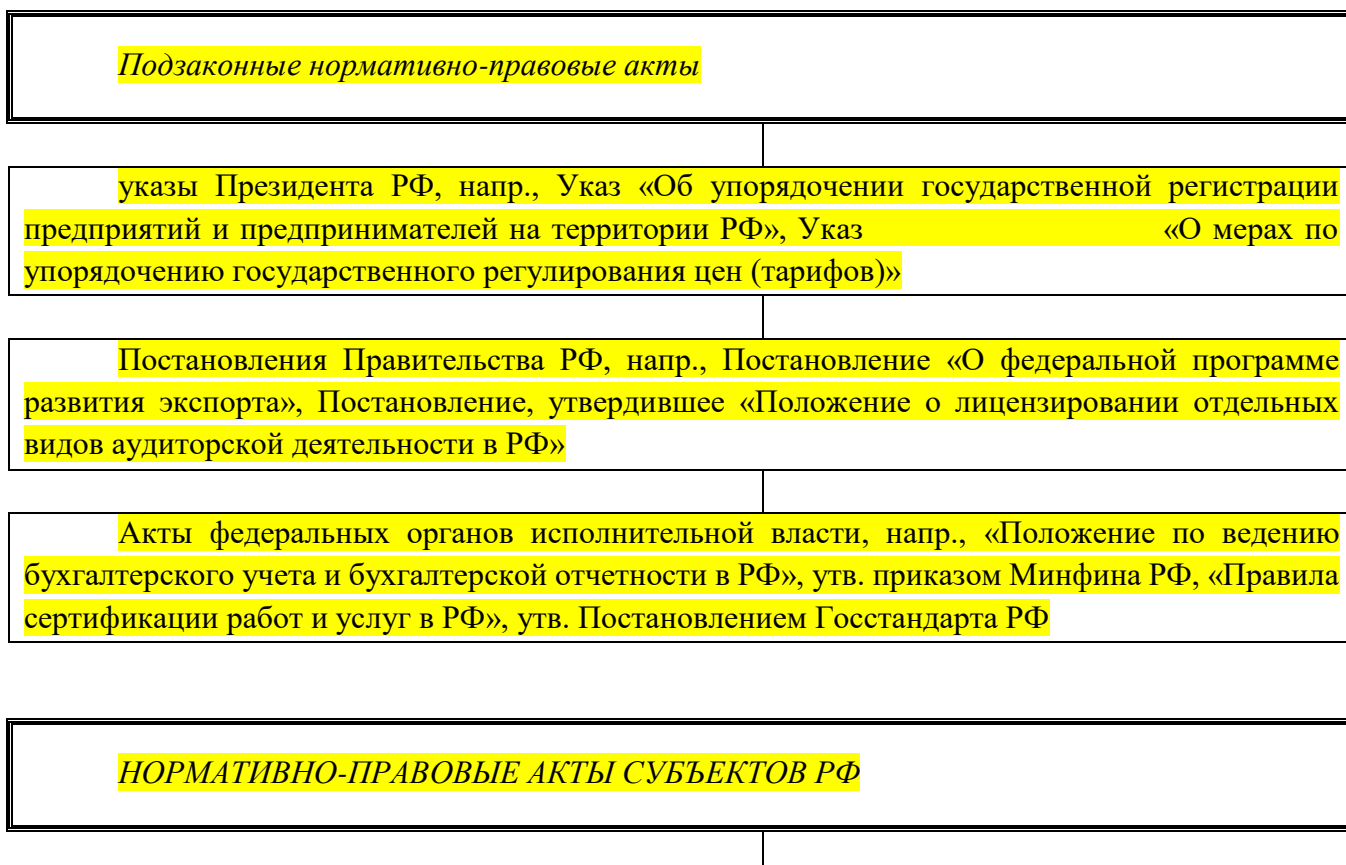 Подзаконные нормативно-правовые акты
указы Президента РФ, напр., Указ «Об упорядочении государственной регистрации
предприятий и предпринимателей на территории РФ», Указ «О мерах по
упорядочению государственного регулирования цен (тарифов)»
Постановления Правительства РФ, напр., Постановление «О федеральной программе
развития экспорта», Постановление, утвердившее «Положение о лицензировании отдельных
видов аудиторской деятельности в РФ»
Акты федеральных органов исполнительной власти, напр., «Положение по ведению
бухгалтерского учета и бухгалтерской отчетности в РФ», утв. приказом Минфина РФ, «Правила
сертификации работ и услуг в РФ», утв. Постановлением Госстандарта РФ
НОРМАТИВНО-ПРАВОВЫЕ АКТЫ СУБЪЕКТОВ РФ